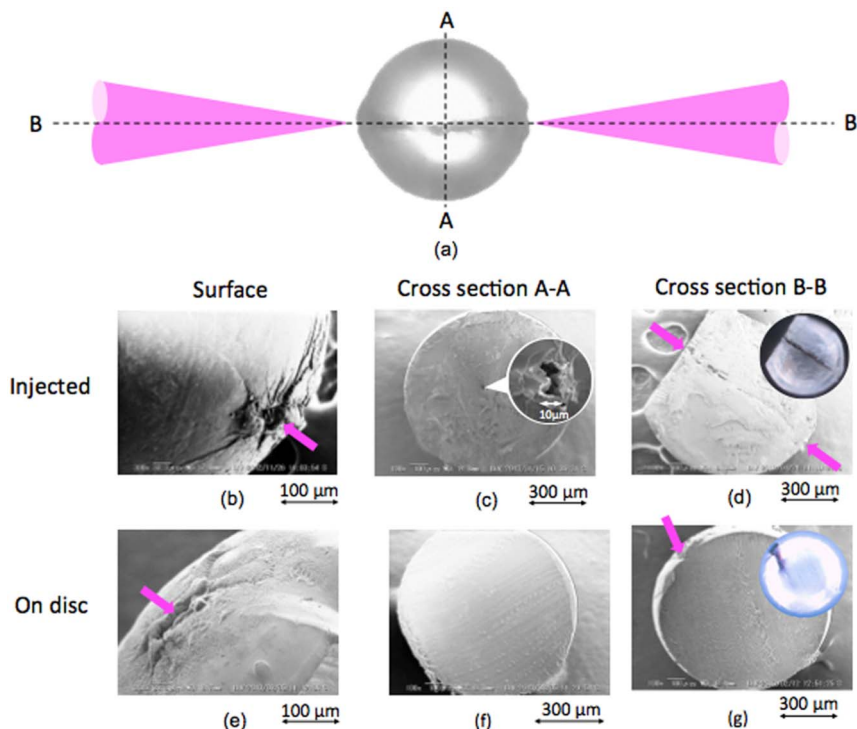 A
B
B
A
(a)
Surface
Cross section A-A
Cross section B-B
Injected
10µm
(b)
100 µm
(c)
300 µm
(d)
300 µm
On disc
(e)
100 µm
(f)
300 µm
(g)
300 µm